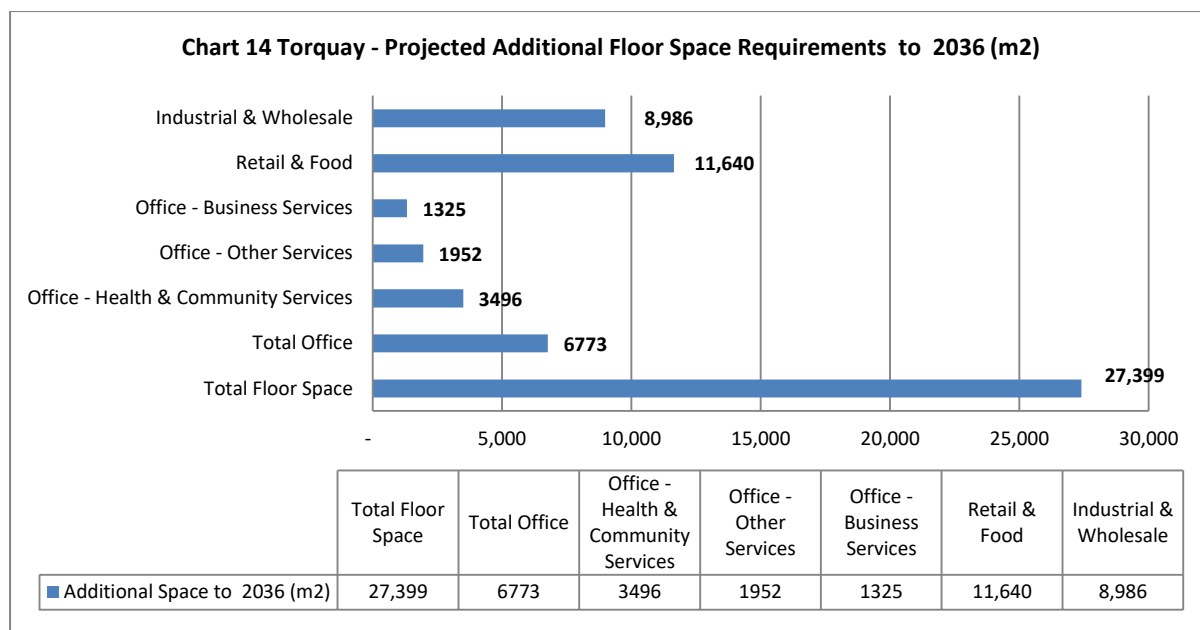 Chart 14 Torquay - Projected Additional Floor Space Requirements to 2036 (m2)
Industrial & Wholesale 8,986
Retail & Food 11,640
Office - Business Services 1325
Office - Other Services 1952
Office - Health & Community Services 3496
Total Office 6773
Total Floor Space 27,399
- 5,000 10,000 15,000 20,000 25,000 30,000
Total Floor
Space
Total Office
Office -
Health &
Community
Services
Office -
Other
Services
Office -
Business
Services
Retail &
Food
Industrial &
Wholesale
Additional Space to 2036 (m2) 27,399 6773 3496 1952 1325 11,640 8,986